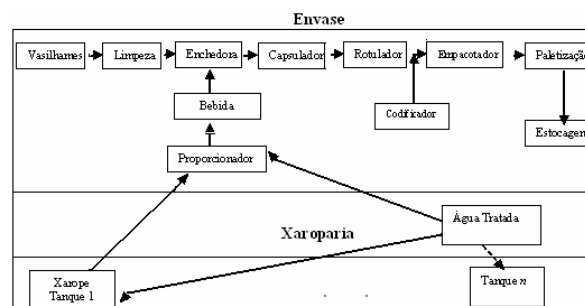 Envase
Vasilhames Limpeza Enchedora Capsulador Rotulador Empacotador Paletização
Bebida Codificador Estocagem
Proporcionador
Água Tratada
Xaroparia
Xarope
Tanque 1
. . Tanque n